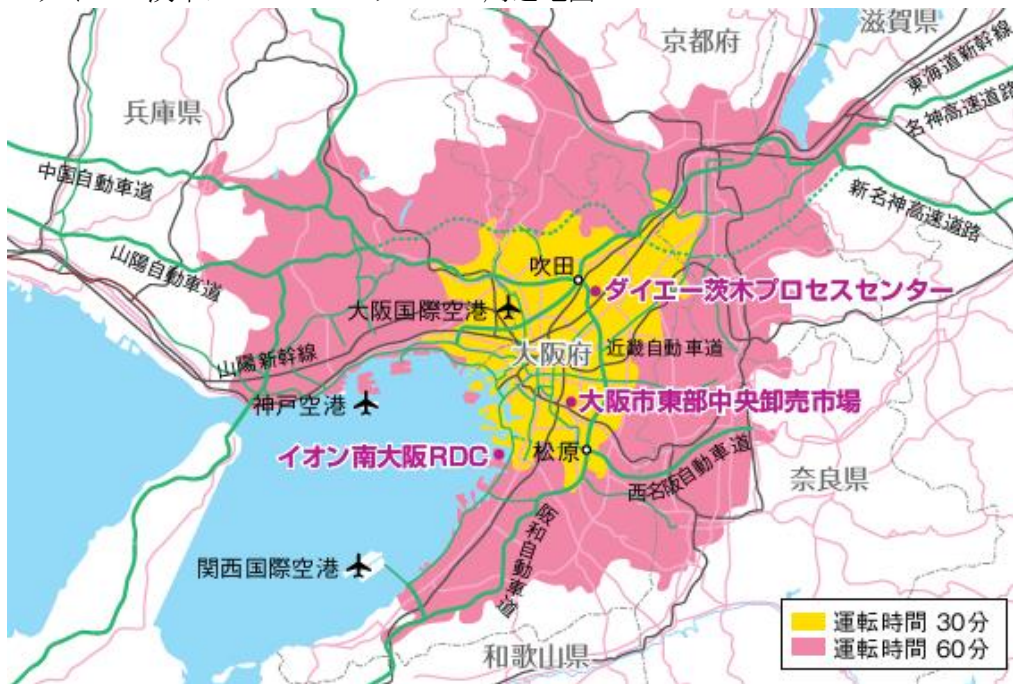 滋賀県
京都府
東海道新幹線
兵庫県
名神高速道路
中国自動車道
新名神高速道路
山陽自動車道
吹田
ダイエー茨木プロセスセンター
大阪国際空港
大阪府
近畿自動車道
山陽新幹線
神戸空港
大阪市東部中央卸売市場
イオン南大阪RDC
松原
西名阪自動車道
奈良県
阪和自動車道
関西国際空港
運転時間 30分
運転時間 60分
和歌山県